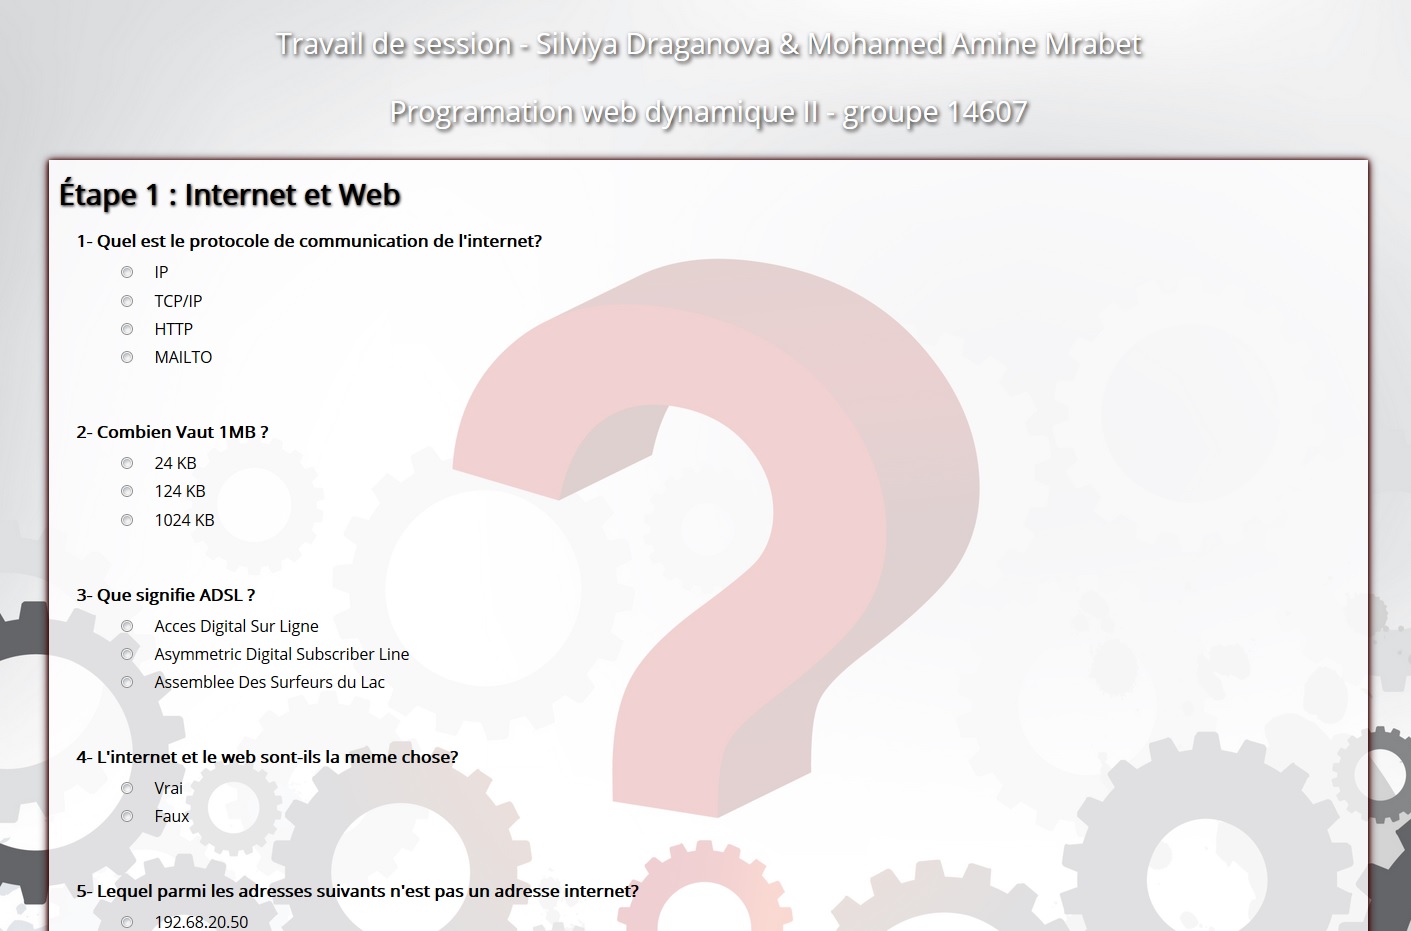 Travail de session - Silviya Draganova & Mohamed Amine Mrabet
Programation web dynamique II - groupe 14607
Étape 1 : Internet et Web
1- Quel est le protocole de communication de l'internet?
IP
TCP/IP
HTTP
MAILTO
2- Combien Vaut 1MB ?
24 KB
124 KB
1024 KB
3- Que signifie ADSL ?
Acces Digital Sur Ligne
Asymmetric Digital Subscriber Line
Assemblee Des Surfeurs du Lac
4- L'internet et le web sont-ils la meme chose?
Vrai
Faux
5- Lequel parmi les adresses suivants n'est pas un adresse internet?
192.68.20.50